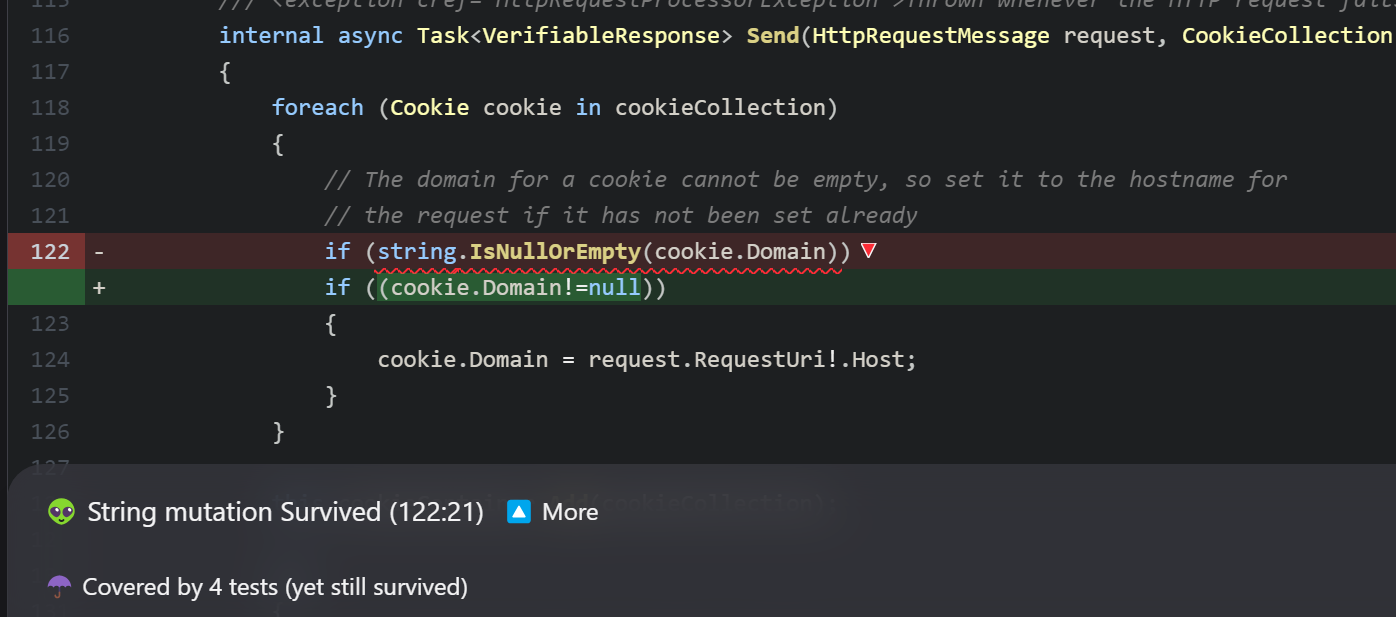 115 /// <exception cref="HttpRequestProcessorException">Thrown whenever the HTTP request
116 internal async Task<VerifiableResponse> Send(HttpRequestMessage request, CookieCollection
117 {
118 foreach (Cookie cookie in cookieCollection)
119 {
120 // The domain for a cookie cannot be empty, so set it to the hostname for
121 // the request if it has not been set already
122 - if (string.IsNullOrEmpty(cookie.Domain))
+ if ((cookie.Domain!=null))
123 {
124 cookie.Domain = request.RequestUri!.Host;
125 }
126 }
127
String mutation Survived (122:21) More
Covered by 4 tests (yet still survived)